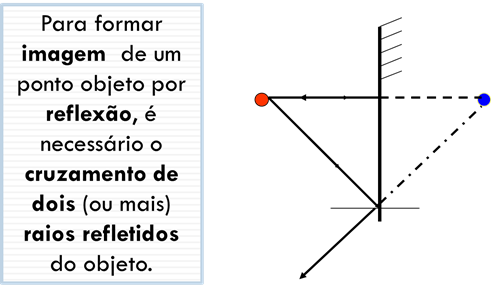 Para formar
imagem de um
ponto objeto por
reflexão, é
necessário o
cruzamento de
dois (ou mais)
raios refletidos
do objeto.